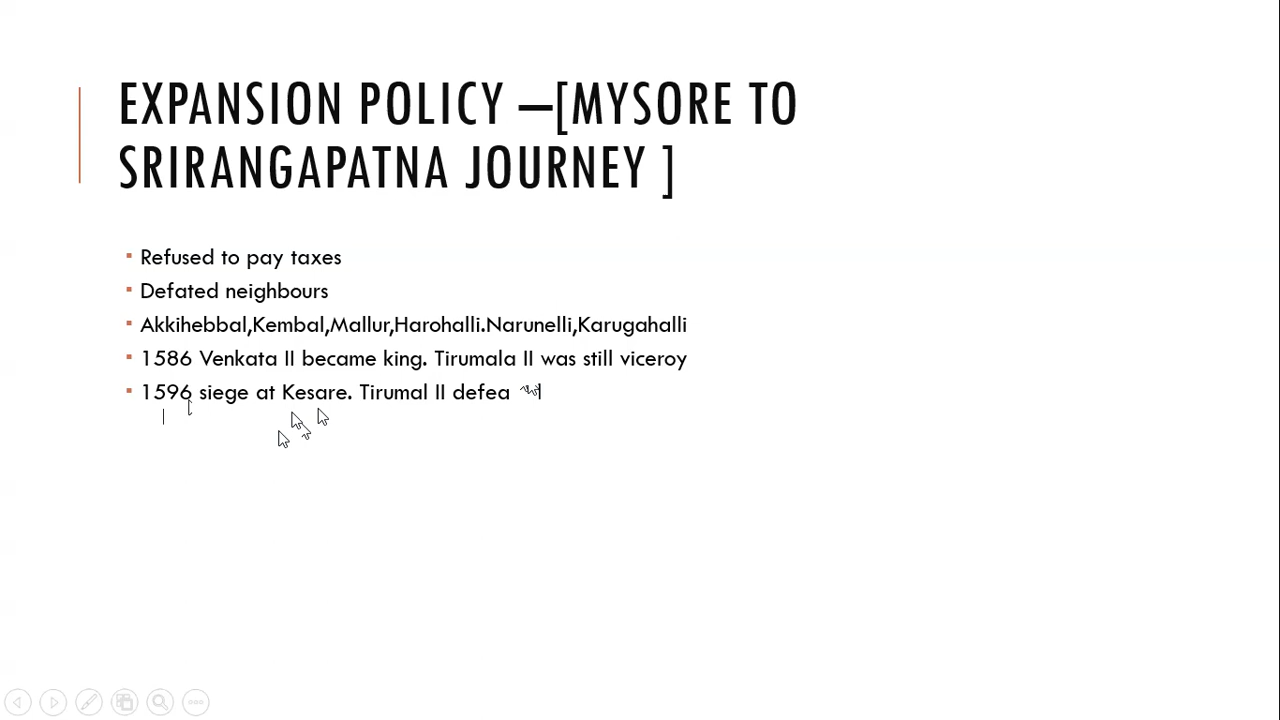 EXPANSION POLICY –[MYSORE TO
SRIRANGAPATNA JOURNEY ]
Refused to pay taxes
Defated neighbours
Akkihebbal,Kembal,Mallur,Harohalli.Narunelli,Karugahalli
1586 Venkata II became king. Tirumala II was still viceroy
1596 siege at Kesare. Tirumal II